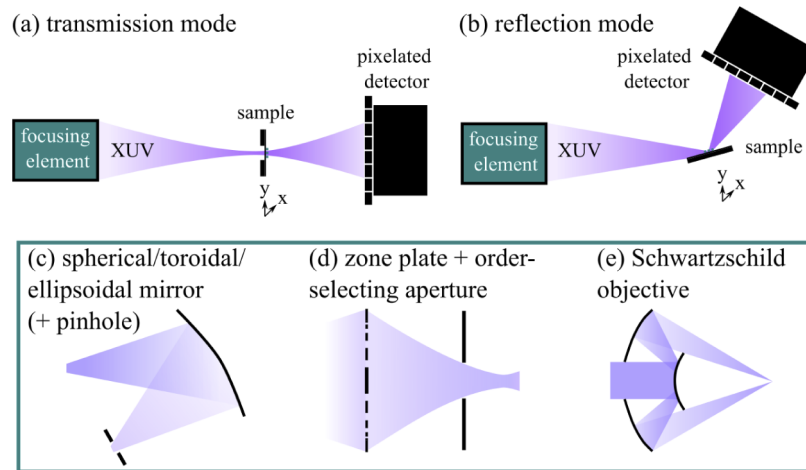 (a) transmission mode
pixelated
detector
sample
focusing
element
XUV
y
x
(b) reflection mode
pixelated
detector
focusing
element
XUV
sample
y
x
(c) spherical/toroidal/
ellipsoidal mirror
(+ pinhole)
(d) zone plate + order-
selecting aperture
(e) Schwartzschild
objective